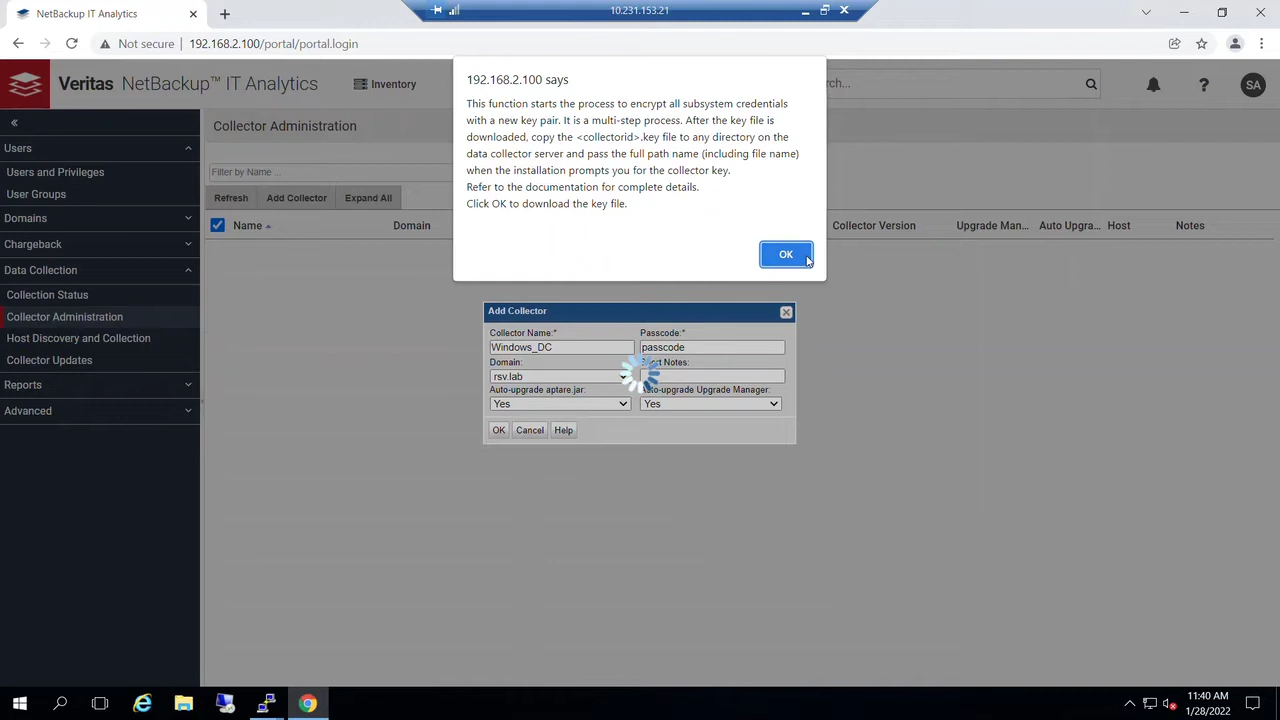 NetBackup IT Analytics
10.231.153.21
Not secure
192.168.2.100/portal/portal.login
Veritas NetBackup™ IT Analytics
Inventory
ch...
SA
192.168.2.100 says
This function starts the process to encrypt all subsystem credentials
with a new key pair. It is a multi-step process. After the key file is
downloaded, copy the <collectorid>.key file to any directory on the
data collector server and pass the full path name (including file name)
when the installation prompts you for the collector key.
Refer to the documentation for complete details.
Click OK to download the key file.
OK
Users
Users and Privileges
User Groups
Domains
Chargeback
Data Collection
Collection Status
Collector Administration
Host Discovery and Collection
Collector Updates
Reports
Advanced
Collector Administration
Filter by Name ...
Refresh
Add Collector
Expand All
Name
Domain
Collector Version
Upgrade Man...
Auto Upgra...
Host
Notes
Add Collector
Collector Name:*
Passcode:*
Windows_DC
passcode
Domain:
Notes:
rsv.lab
Auto-upgrade aptare.jar:
Auto-upgrade Upgrade Manager:
Yes
Yes
OK
Cancel
Help
11:40 AM
1/28/2022